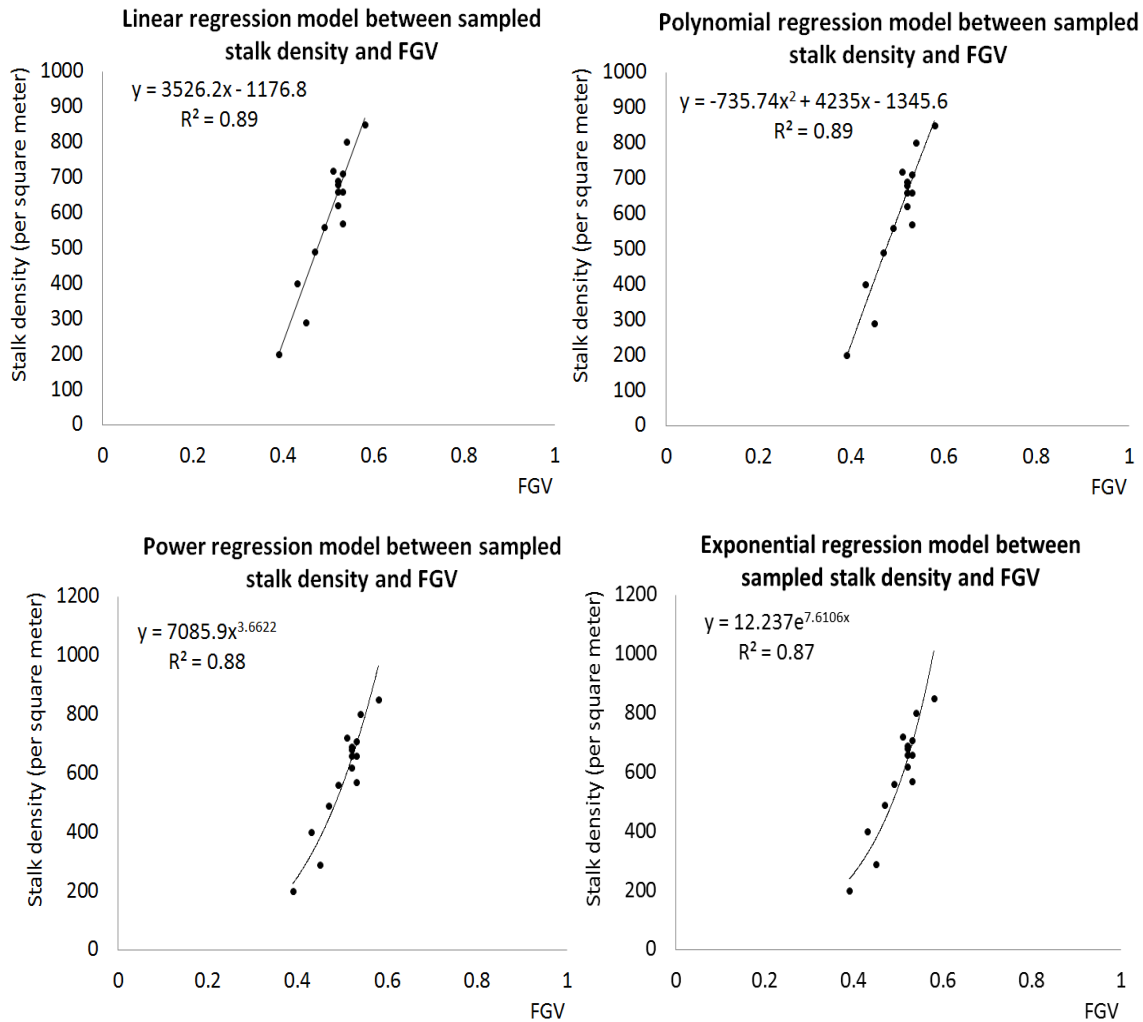 Linear regression model between sampled
stalk density and FGV
Stalk density (per square meter)
1000
900
800
700
600
500
400
300
200
100
0
y = 3526.2x - 1176.8
R² = 0.89
0 0.2 0.4 0.6 0.8 1
FGV
Polynomial regression model between sampled
stalk density and FGV
Stalk density (per square meter)
1000
900
800
700
600
500
400
300
200
100
0
y = -735.74x² + 4235x - 1345.6
R² = 0.89
0 0.2 0.4 0.6 0.8 1
FGV
Power regression model between sampled
stalk density and FGV
Stalk density (per square meter)
1200
1000
800
600
400
200
0
y = 7085.9x³·⁶⁶²²
R² = 0.88
0 0.2 0.4 0.6 0.8 1
FGV
Exponential regression model between
sampled stalk density and FGV
Stalk density (per square meter)
1200
1000
800
600
400
200
0
y = 12.237e⁷·⁶¹⁰⁶ˣ
R² = 0.87
0 0.2 0.4 0.6 0.8 1
FGV